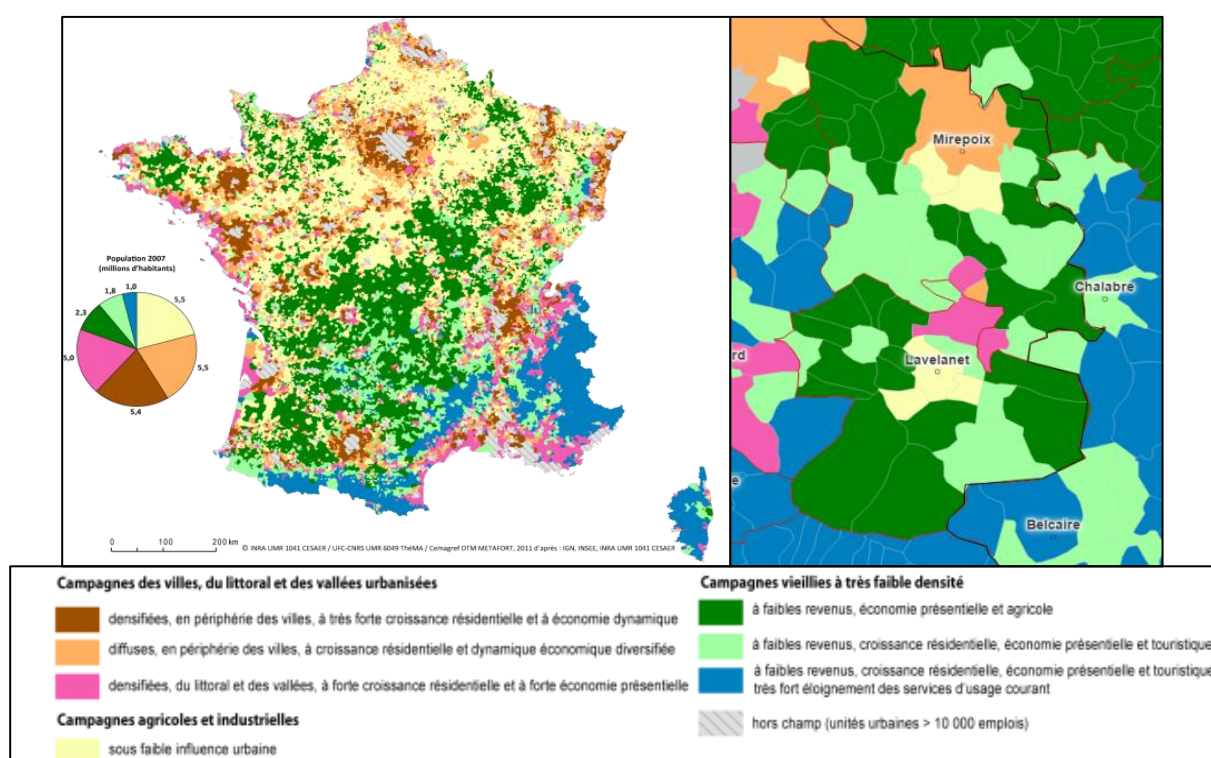 Population 2007
(millions d'habitants)
1,0
1,8
5,5
2,3
5,0
5,5
5,4
0 100 200 km
© INRA UMR 1041 CESAER / UFC-CNRS UMR 6049 ThéMA / Cemagref DTM METAFORT, 2011 d'après : IGN, INSEE, INRA UMR 1041 CESAER
Mirepoix
Chalabre
rd
Lavelanet
e
Belcaire
Campagnes des villes, du littoral et des vallées urbanisées
densifiées, en périphérie des villes, à très forte croissance résidentielle et à économie dynamique
diffuses, en périphérie des villes, à croissance résidentielle et dynamique économique diversifiée
densifiées, du littoral et des vallées, à forte croissance résidentielle et à forte économie présentielle
Campagnes agricoles et industrielles
sous faible influence urbaine
Campagnes vieillies à très faible densité
à faibles revenus, économie présentielle et agricole
à faibles revenus, croissance résidentielle, économie présentielle et touristique
à faibles revenus, croissance résidentielle, économie présentielle et touristique
très fort éloignement des services d'usage courant
hors champ (unités urbaines > 10 000 emplois)